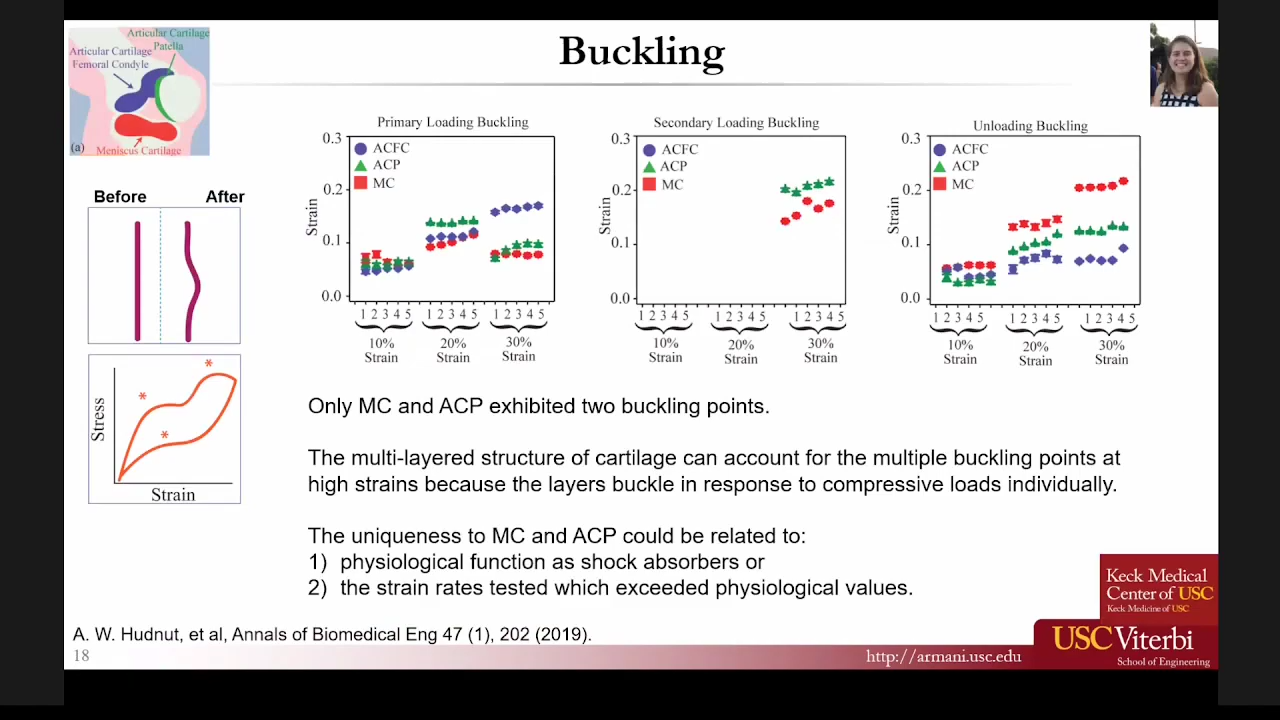 Buckling
Articular Cartilage
Patella
Articular Cartilage
Femoral Condyle
(a)
Meniscus Cartilage
Before
After
Stress
*
*
*
Strain
Primary Loading Buckling
Strain
0.3
0.2
0.1
0.0
ACFC
ACP
MC
1 2 3 4 5
1 2 3 4 5
1 2 3 4 5
10%
Strain
20%
Strain
30%
Strain
Secondary Loading Buckling
Strain
0.3
0.2
0.1
0.0
ACFC
ACP
MC
1 2 3 4 5
1 2 3 4 5
1 2 3 4 5
10%
Strain
20%
Strain
30%
Strain
Unloading Buckling
Strain
0.3
0.2
0.1
0.0
ACFC
ACP
MC
1 2 3 4 5
1 2 3 4 5
1 2 3 4 5
10%
Strain
20%
Strain
30%
Strain
Only MC and ACP exhibited two buckling points.
The multi-layered structure of cartilage can account for the multiple buckling points at
high strains because the layers buckle in response to compressive loads individually.
The uniqueness to MC and ACP could be related to:
1) physiological function as shock absorbers or
2) the strain rates tested which exceeded physiological values.
A. W. Hudnut, et al, Annals of Biomedical Eng 47 (1), 202 (2019).
18
http://armani.usc.edu
Keck Medical
Center of USC
Keck Medicine of USC
USC Viterbi
School of Engineering